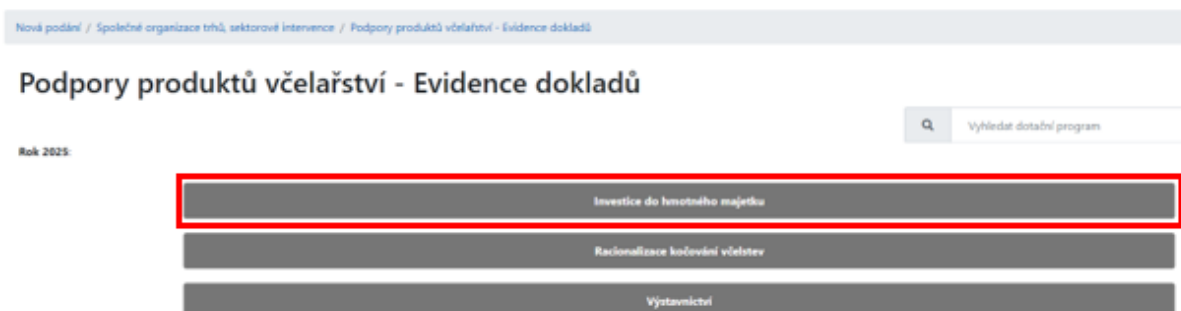 Nová podání / Společné organizace trhů, sektorové intervence / Podpory produktů včelařství - Evidence dokladů
Podpory produktů včelařství - Evidence dokladů
Vyhledat dotační program
Rok 2025:
Investice do hmotného majetku
Racionalizace kočování včelstev
Výstavnictví